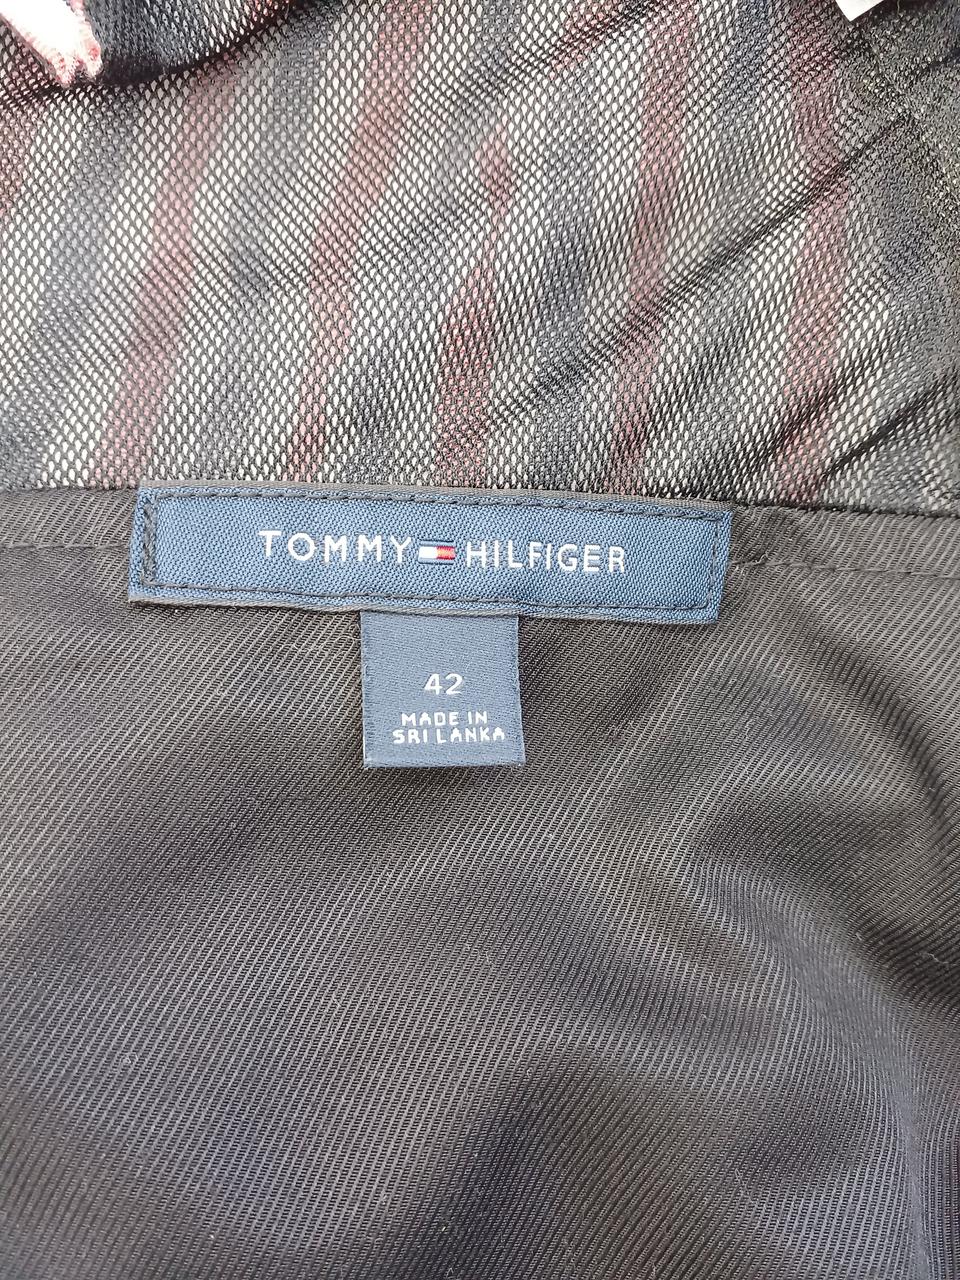 TOMMY HILFIGER
42
MADE IN
SRI LANKA